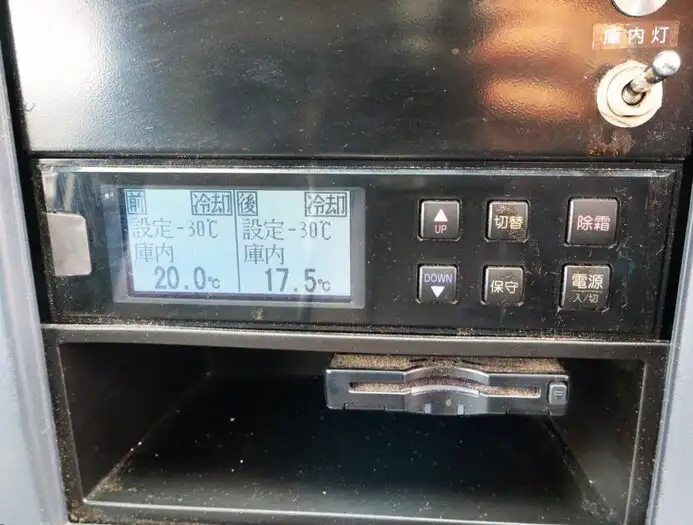 庫内灯
前 冷却 後 冷却
設定-30℃ 設定-30℃
庫内 庫内
20.0℃ 17.5℃
▲ 切替 除霜
UP
DOWN 保守 電源
▼ 入/切